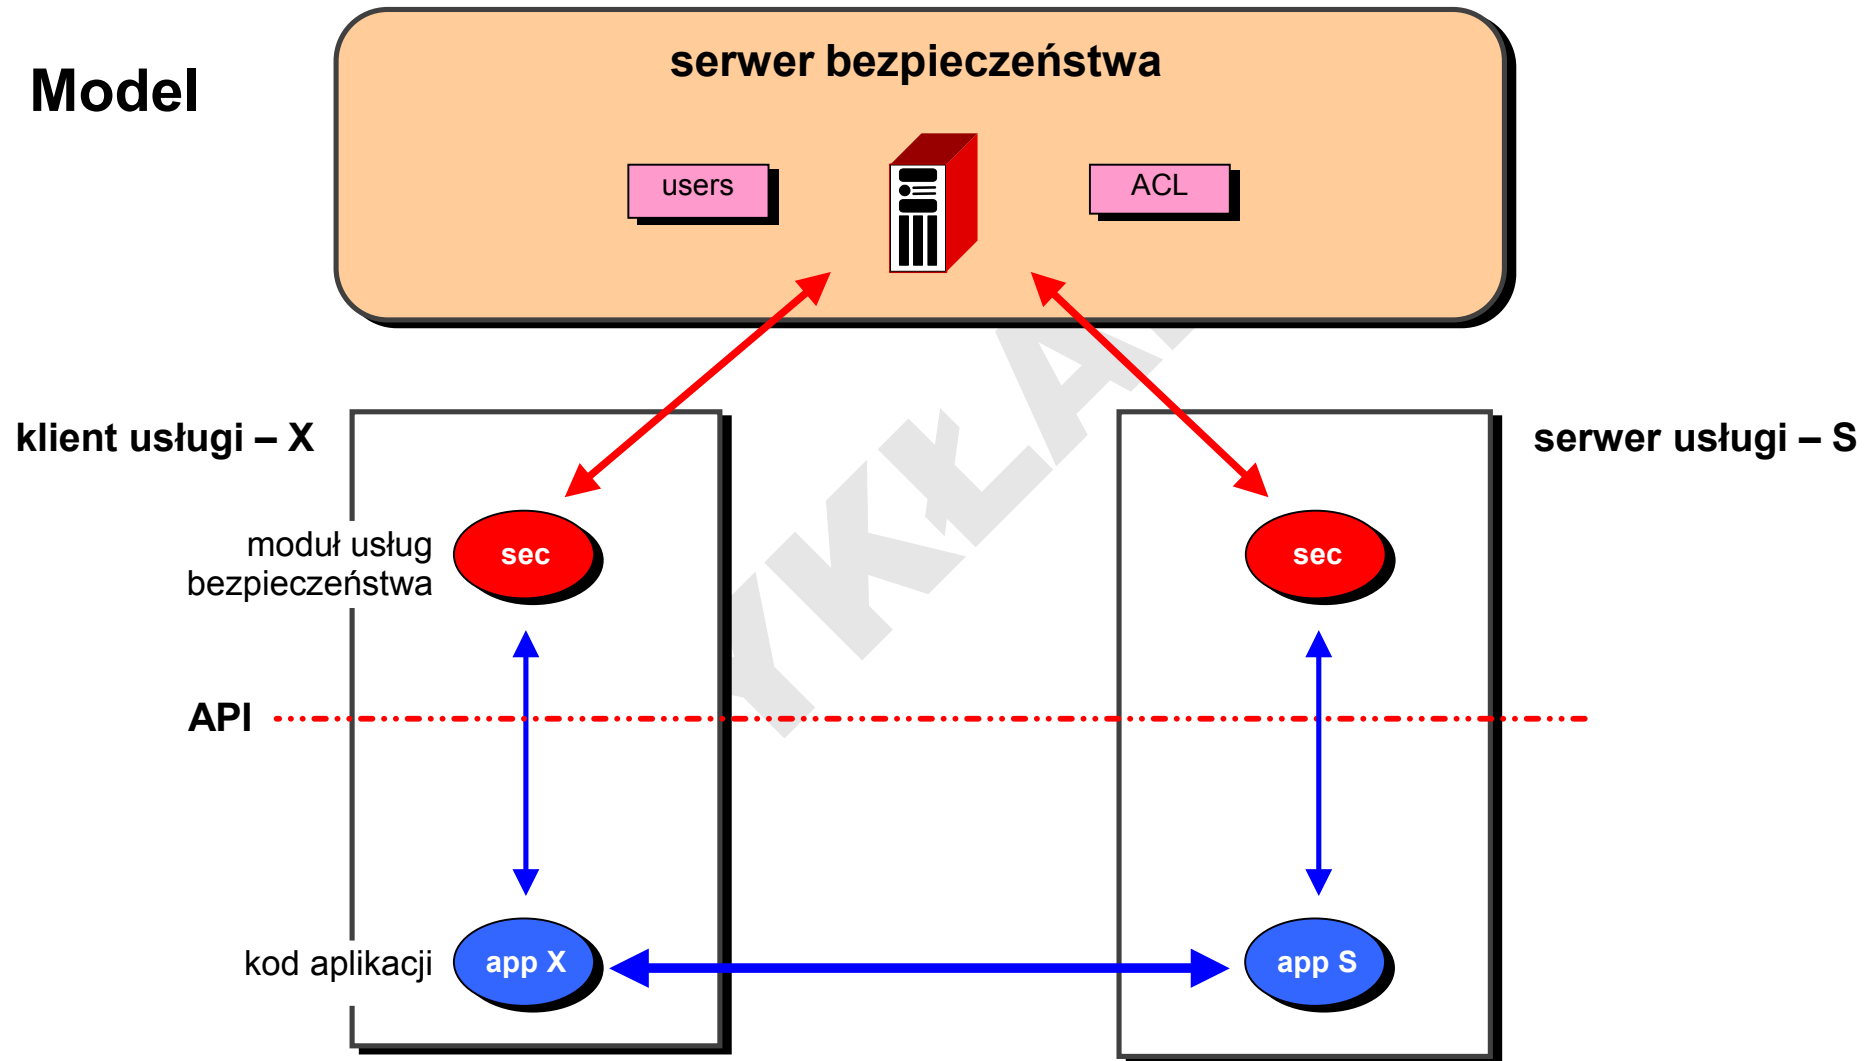 Model
serwer bezpieczeństwa
users
ACL
klient usługi – X
serwer usługi – S
moduł usług
bezpieczeństwa
sec
sec
API
kod aplikacji
app X
app S